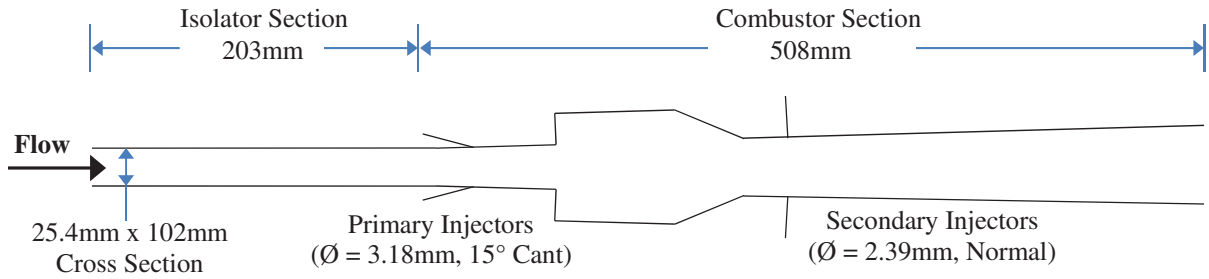 Isolator Section
203mm
Combustor Section
508mm
Flow
25.4mm x 102mm
Cross Section
Primary Injectors
(Ø = 3.18mm, 15° Cant)
Secondary Injectors
(Ø = 2.39mm, Normal)